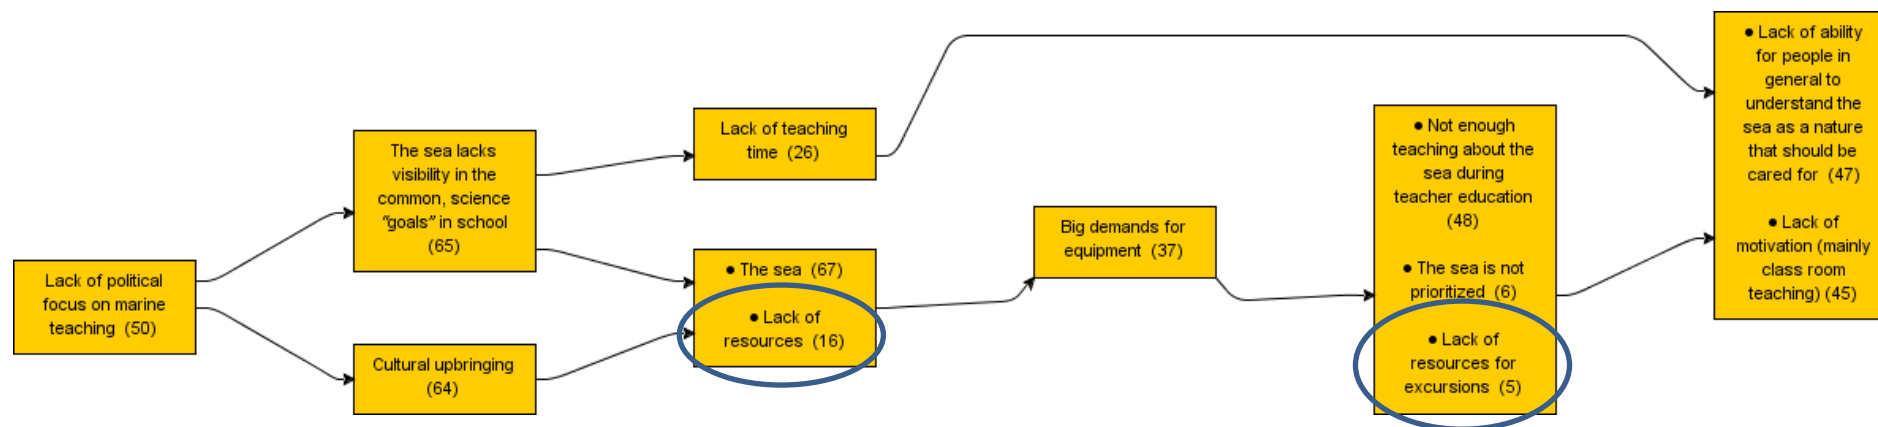 Lack of political
focus on marine
teaching (50)
The sea lacks
visibility in the
common, science
"goals" in school
(65)
Cultural upbringing
(64)
Lack of teaching
time (26)
● The sea (67)
● Lack of
resources (16)
Big demands for
equipment (37)
● Not enough
teaching about the
sea during
teacher education
(48)
● The sea is not
prioritized (6)
● Lack of
resources for
excursions (5)
● Lack of ability
for people in
general to
understand the
sea as a nature
that should be
cared for (47)
● Lack of
motivation (mainly
class room
teaching) (45)